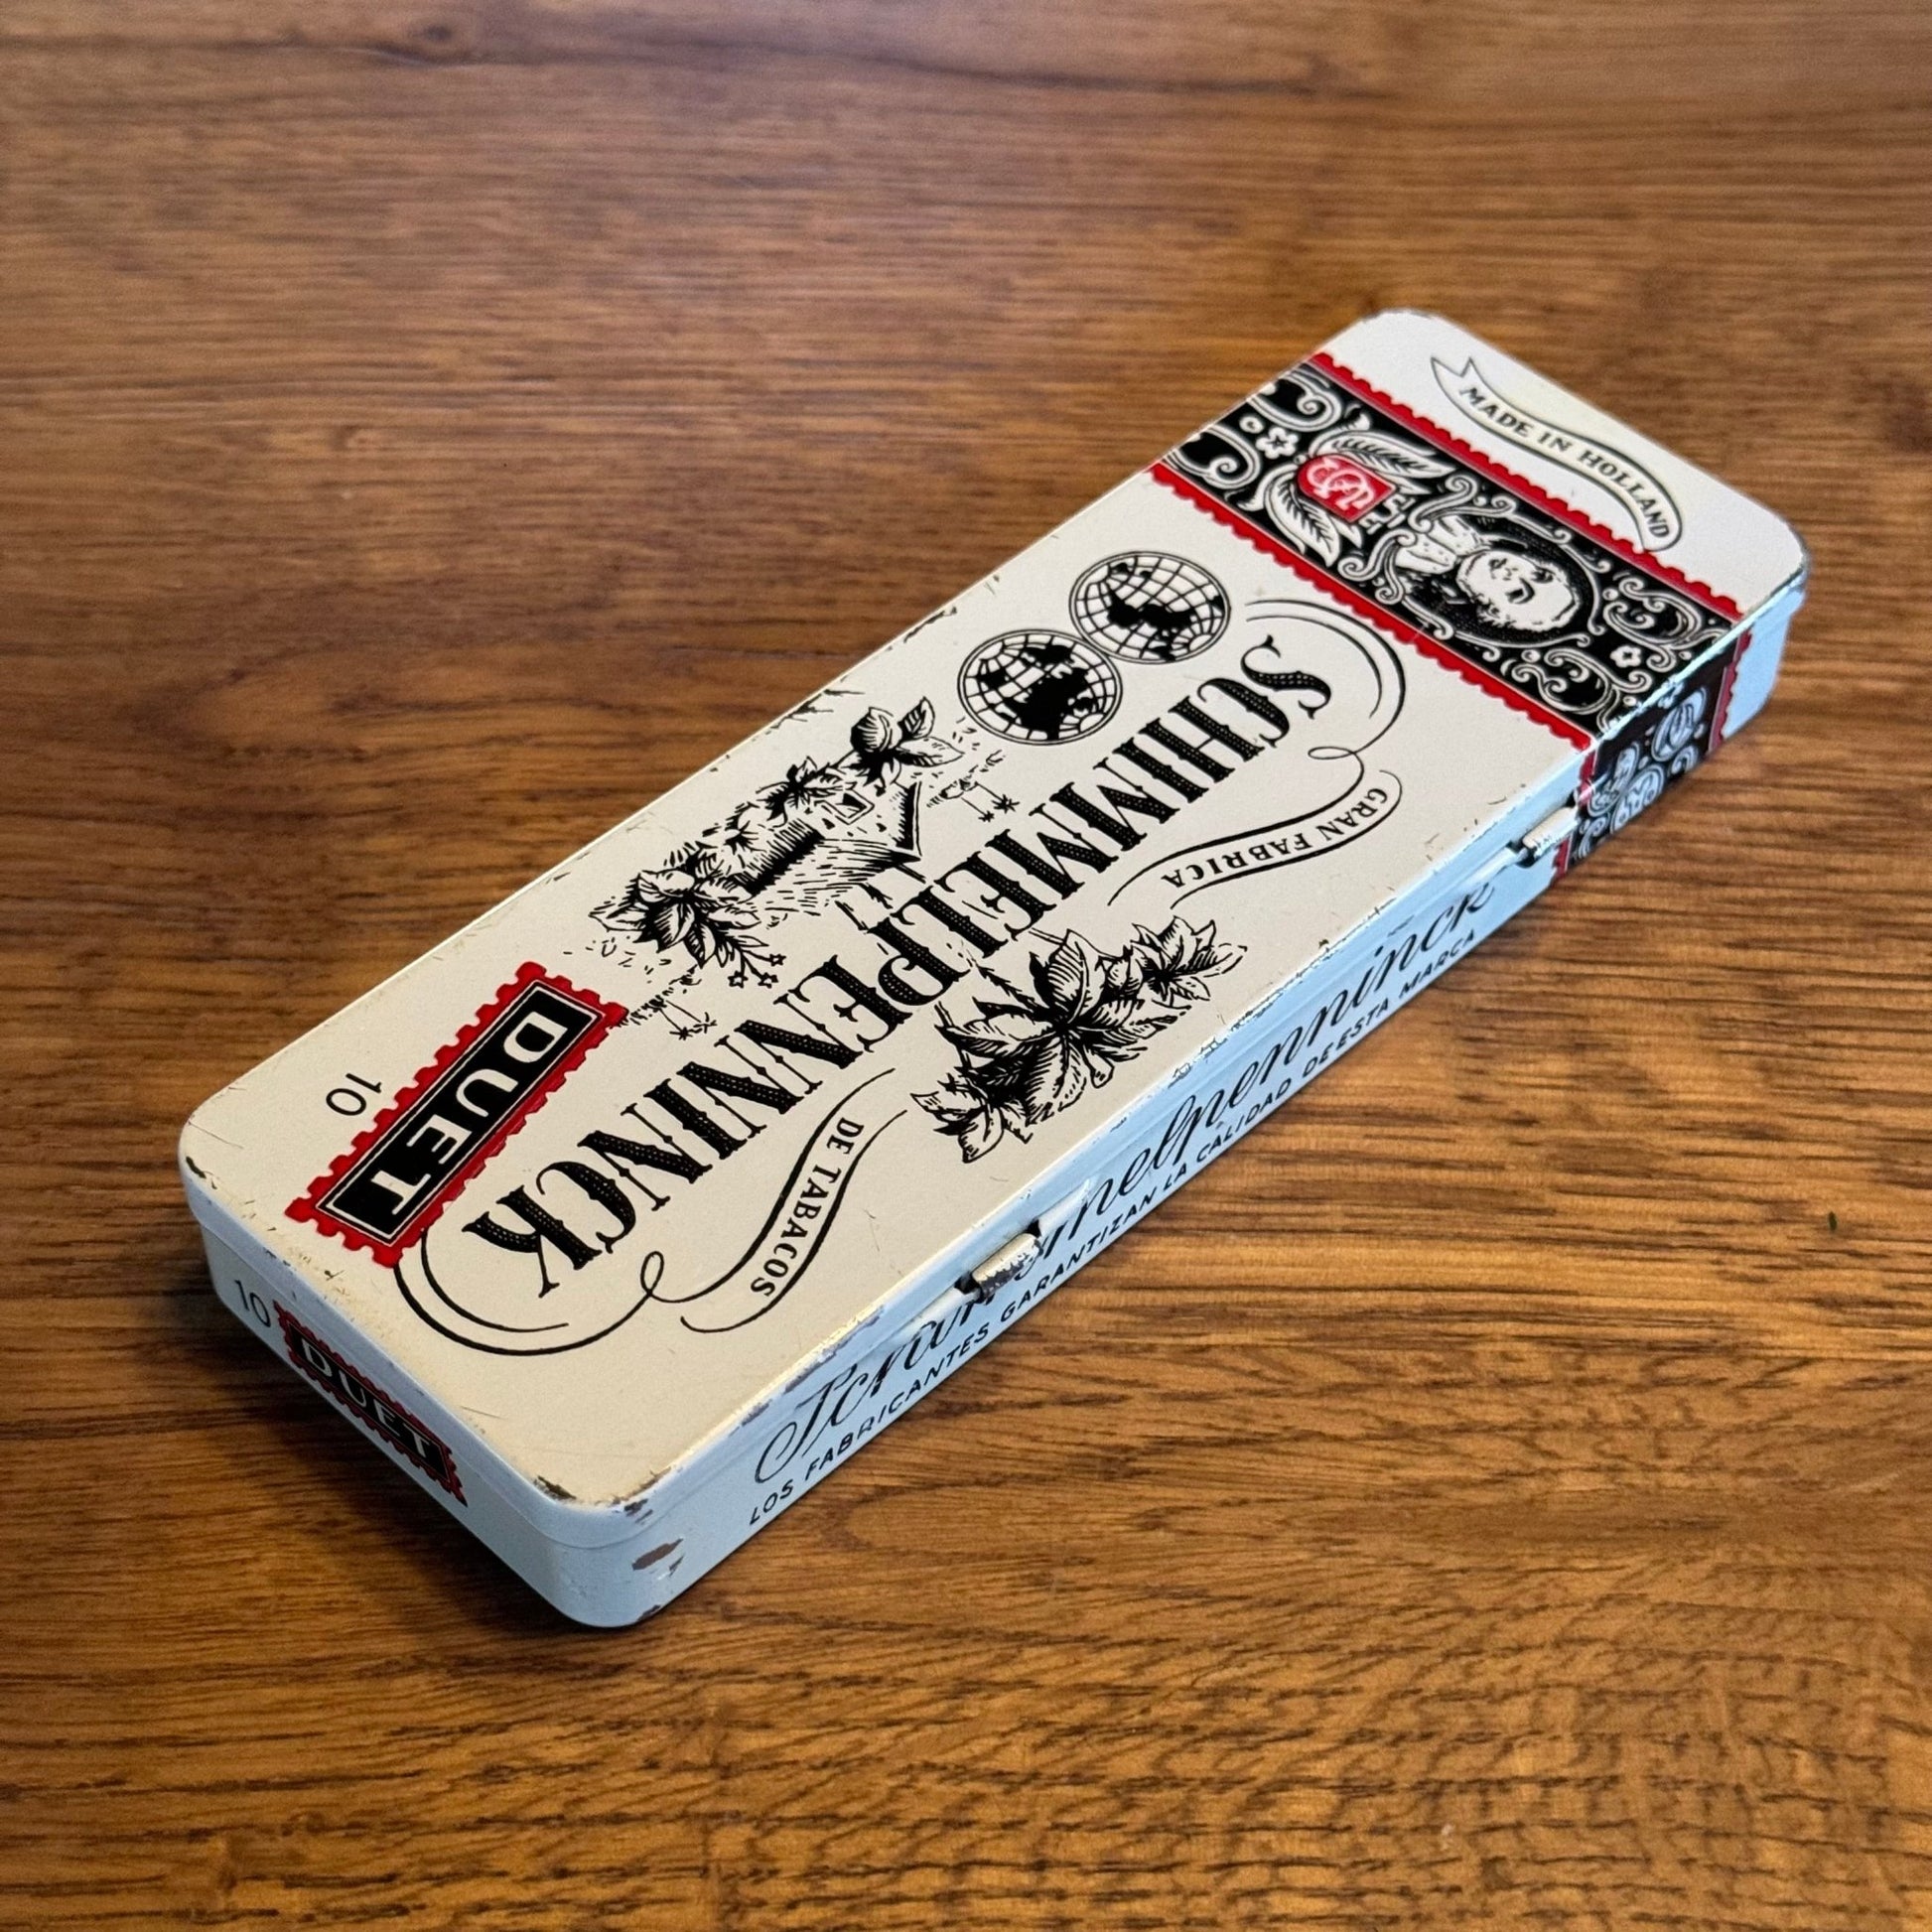 MADE IN HOLLAND
SCHIMMELPENNINCK
GRAN FABRICA
DE TABACOS
DUET
10
Schimmelpenninck
LOS FABRICANTES GARANTIZAN LA CALIDAD DE ESTA MARCA
10
DUET